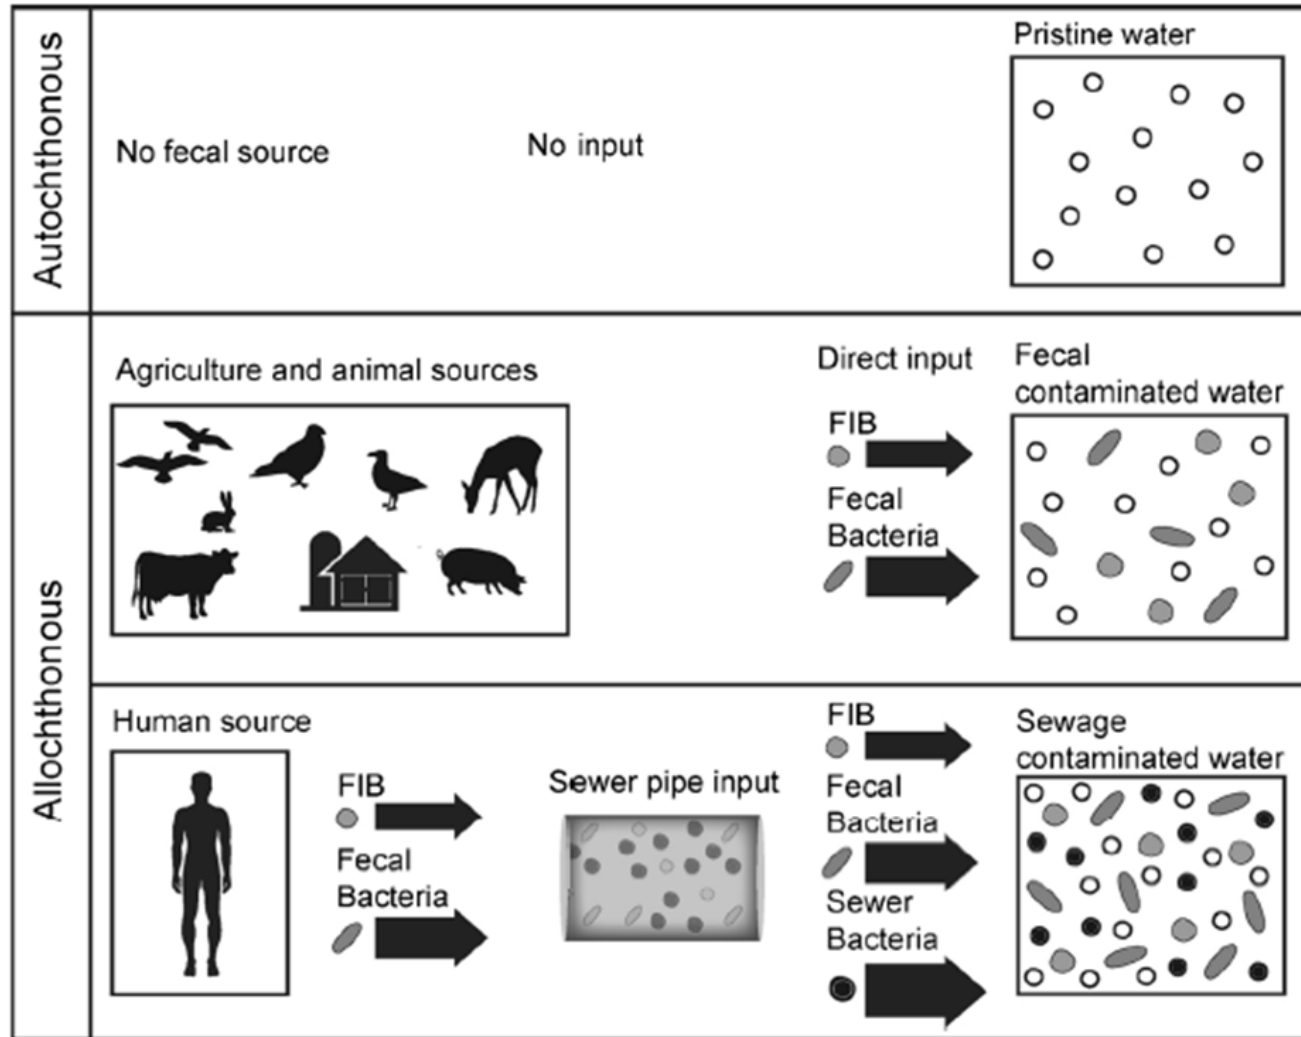 Autochthonous
No fecal source
No input
Pristine water
Allochthonous
Agriculture and animal sources
Direct input
FIB
Fecal
Bacteria
Fecal
contaminated water
Human source
FIB
Fecal
Bacteria
Sewer pipe input
FIB
Fecal
Bacteria
Sewer
Bacteria
Sewage
contaminated water